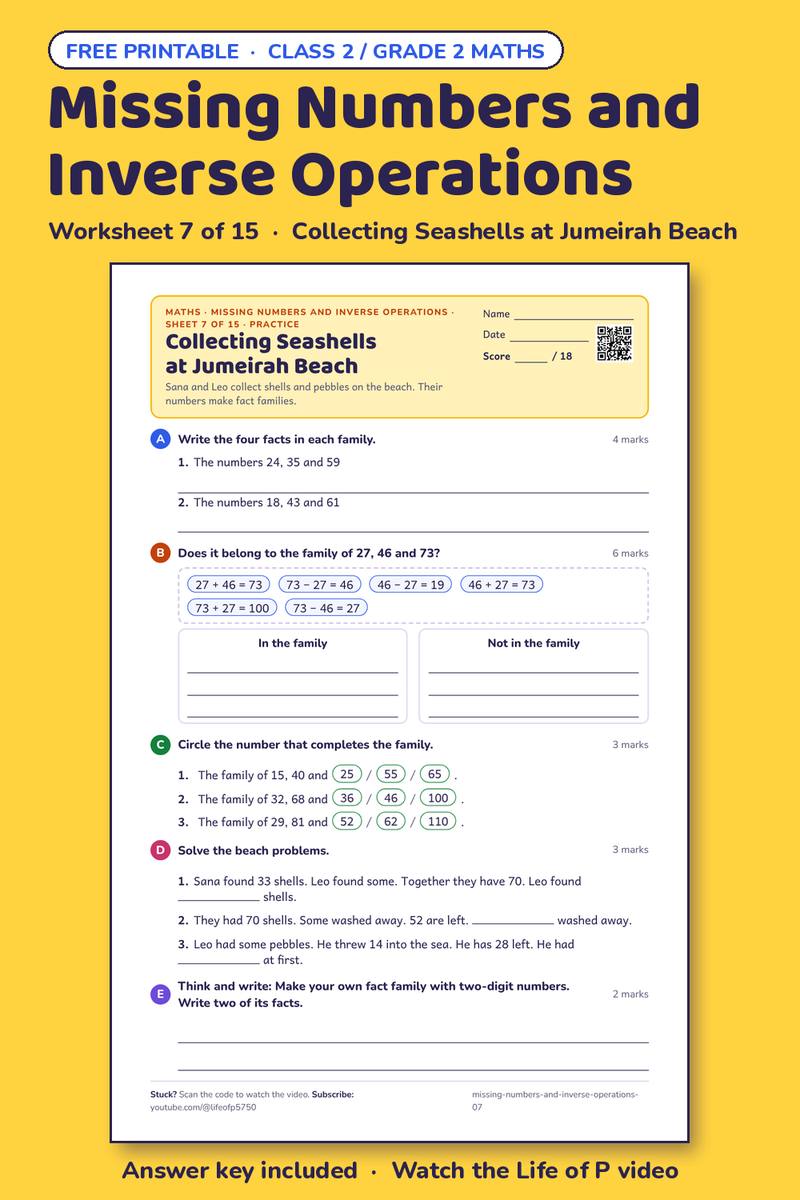 FREE PRINTABLE · CLASS 2 / GRADE 2 MATHS
Missing Numbers and
Inverse Operations
Worksheet 7 of 15 · Collecting Seashells at Jumeirah Beach
MATHS · MISSING NUMBERS AND INVERSE OPERATIONS ·
SHEET 7 OF 15 · PRACTICE
Collecting Seashells
at Jumeirah Beach
Sana and Leo collect shells and pebbles on the beach. Their
numbers make fact families.
Name
Date
Score / 18
A Write the four facts in each family. 4 marks
1. The numbers 24, 35 and 59
2. The numbers 18, 43 and 61
B Does it belong to the family of 27, 46 and 73? 6 marks
27 + 46 = 73 73 − 27 = 46 46 − 27 = 19 46 + 27 = 73
73 + 27 = 100 73 − 46 = 27
In the family Not in the family
C Circle the number that completes the family. 3 marks
1. The family of 15, 40 and 25 / 55 / 65 .
2. The family of 32, 68 and 36 / 46 / 100 .
3. The family of 29, 81 and 52 / 62 / 110 .
D Solve the beach problems. 3 marks
1. Sana found 33 shells. Leo found some. Together they have 70. Leo found
shells.
2. They had 70 shells. Some washed away. 52 are left. washed away.
3. Leo had some pebbles. He threw 14 into the sea. He has 28 left. He had
at first.
E Think and write: Make your own fact family with two-digit numbers.
Write two of its facts. 2 marks
Stuck? Scan the code to watch the video. Subscribe:
youtube.com/@lifeofp5750
missing-numbers-and-inverse-operations-
07
Answer key included · Watch the Life of P video